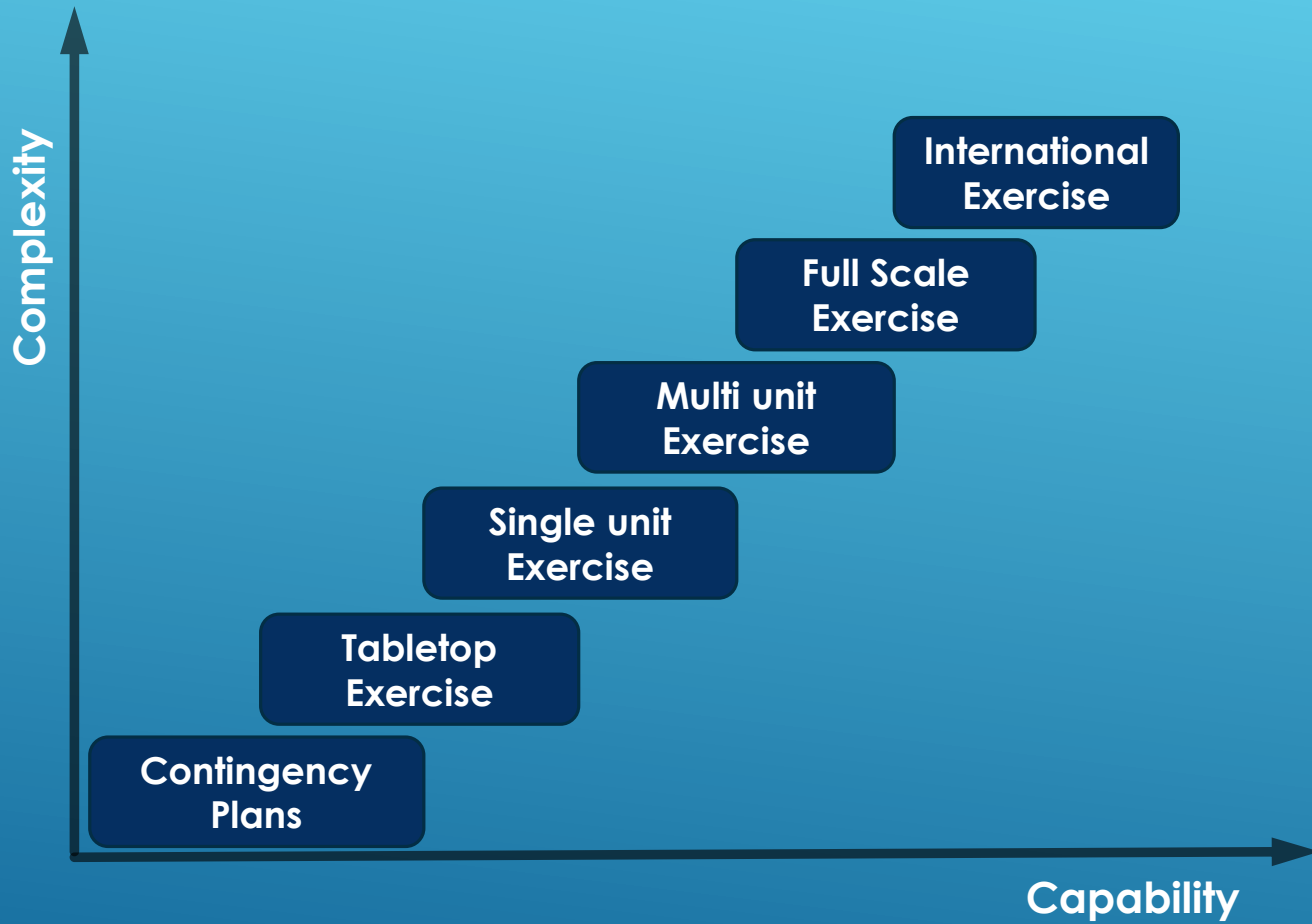 Complexity
International
Exercise
Full Scale
Exercise
Multi unit
Exercise
Single unit
Exercise
Tabletop
Exercise
Contingency
Plans
Capability